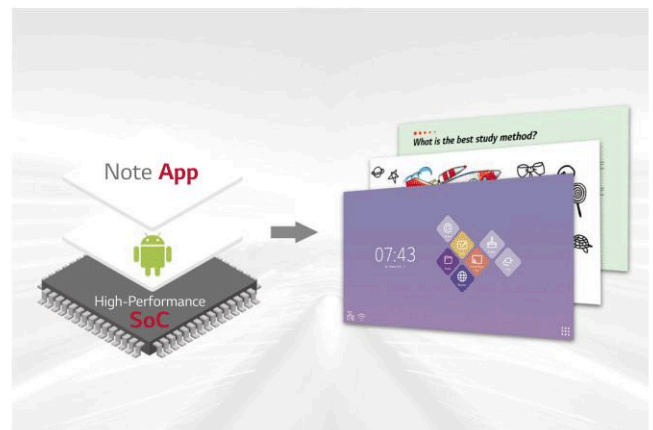 Note App
High-Performance
SoC
What is the best study method?
07:43